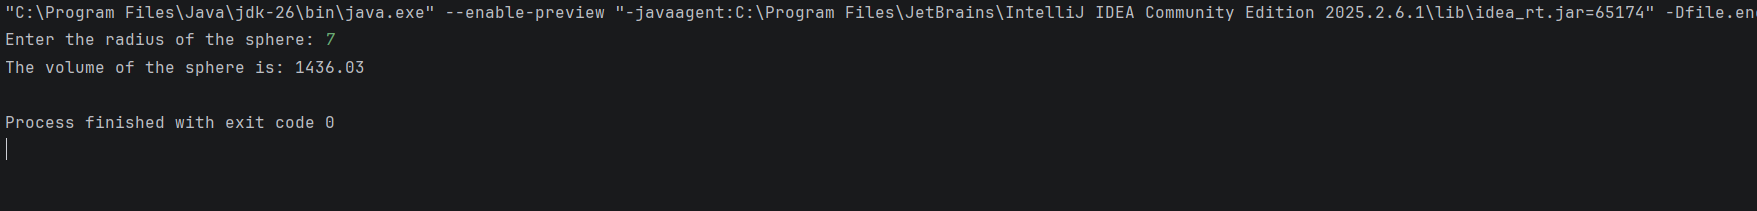 "C:\Program Files\Java\jdk-26\bin\java.exe" --enable-preview "-javaagent:C:\Program Files\JetBrains\IntelliJ IDEA Community Edition 2025.2.6.1\lib\idea_rt.jar=65174" -Dfile.en
Enter the radius of the sphere: 7
The volume of the sphere is: 1436.03
Process finished with exit code 0